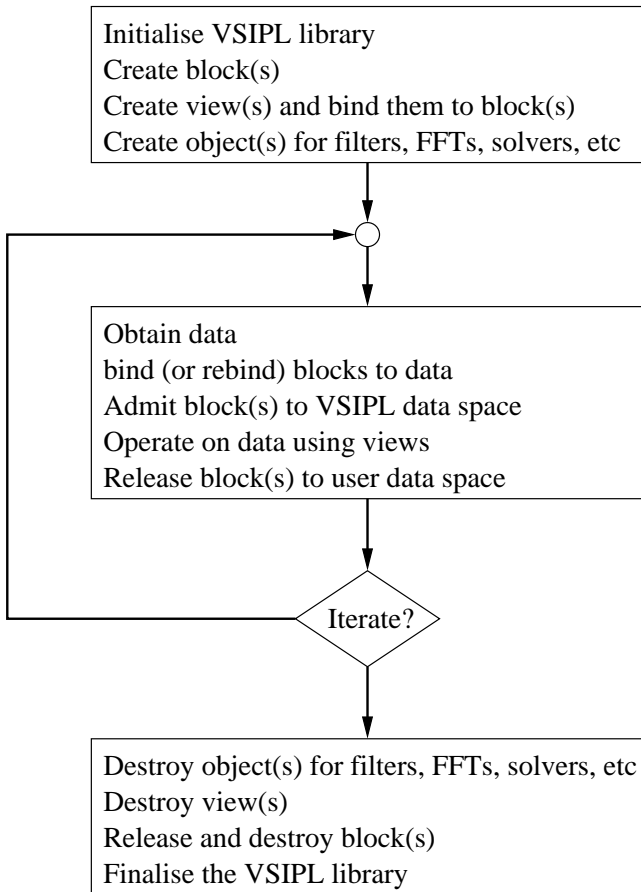 Initialise VSIPL library
Create block(s)
Create view(s) and bind them to block(s)
Create object(s) for filters, FFTs, solvers, etc
Obtain data
bind (or rebind) blocks to data
Admit block(s) to VSIPL data space
Operate on data using views
Release block(s) to user data space
Iterate?
Destroy object(s) for filters, FFTs, solvers, etc
Destroy view(s)
Release and destroy block(s)
Finalise the VSIPL library